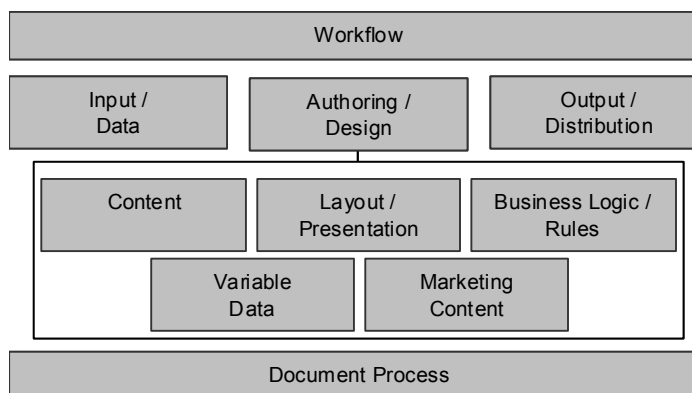 Workflow
Input /
Data
Authoring /
Design
Output /
Distribution
Content
Layout /
Presentation
Business Logic /
Rules
Variable
Data
Marketing
Content
Document Process